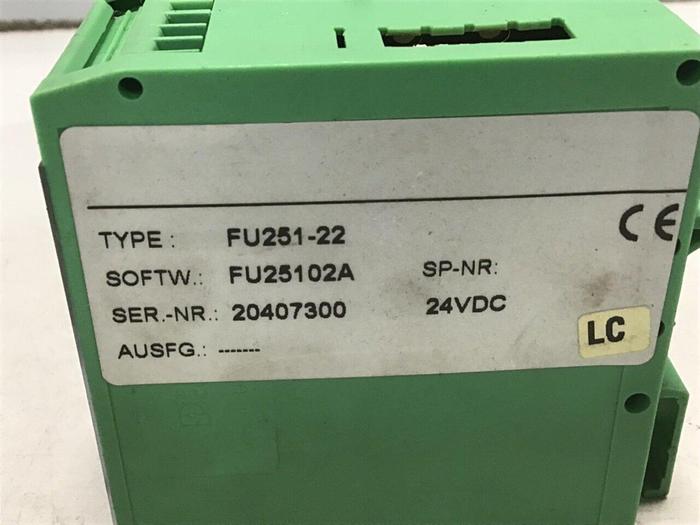 TYPE : FU251-22
SOFTW.: FU25102A SP-NR:
SER.-NR.: 20407300 24VDC
AUSFG.: -------
CE
LC